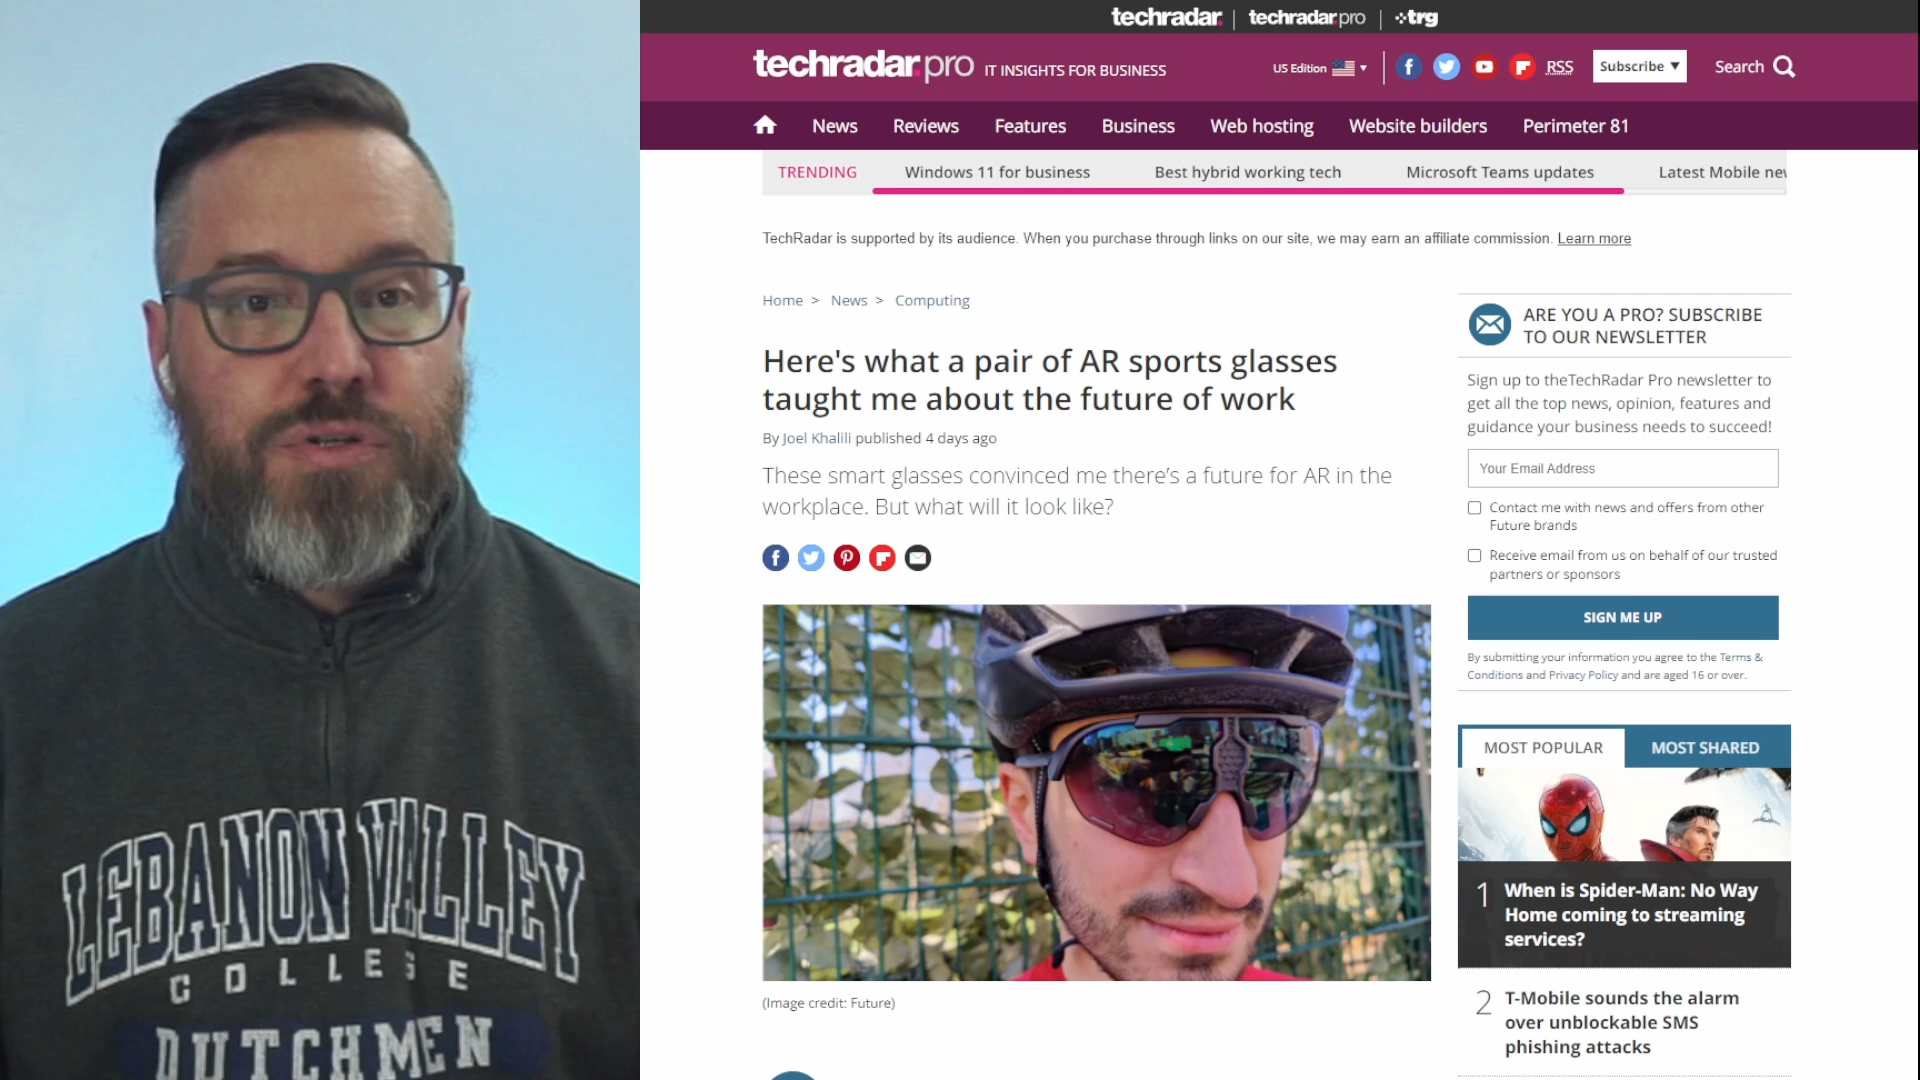 techradar. techradar.pro trg
techradar.pro IT INSIGHTS FOR BUSINESS
US Edition
RSS
Subscribe
Search
News Reviews Features Business Web hosting Website builders Perimeter 81
TRENDING Windows 11 for business Best hybrid working tech Microsoft Teams updates Latest Mobile
TechRadar is supported by its audience. When you purchase through links on our site, we may earn an affiliate commission. Learn more
Home > News > Computing
Here's what a pair of AR sports glasses
taught me about the future of work
By Joel Khalili published 4 days ago
These smart glasses convinced me there's a future for AR in the
workplace. But what will it look like?
(Image credit: Future)
ARE YOU A PRO? SUBSCRIBE
TO OUR NEWSLETTER
Sign up to theTechRadar Pro newsletter to
get all the top news, opinion, features and
guidance your business needs to succeed!
Your Email Address
Contact me with news and offers from other
Future brands
Receive email from us on behalf of our trusted
partners or sponsors
SIGN ME UP
By submitting your information you agree to the Terms &
Conditions and Privacy Policy and are aged 16 or over.
MOST POPULAR MOST SHARED
1 When is Spider-Man: No Way
Home coming to streaming
services?
2 T-Mobile sounds the alarm
over unblockable SMS
phishing attacks
LEBANON VALLEY
COLLEGE
DUTCHMEN